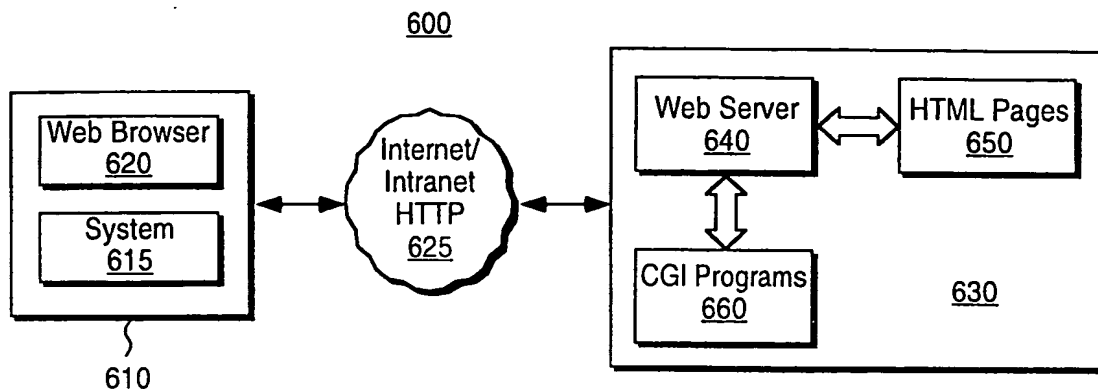 600
Web Browser
620
System
615
610
Internet/
Intranet
HTTP
625
Web Server
640
HTML Pages
650
CGI Programs
660
630